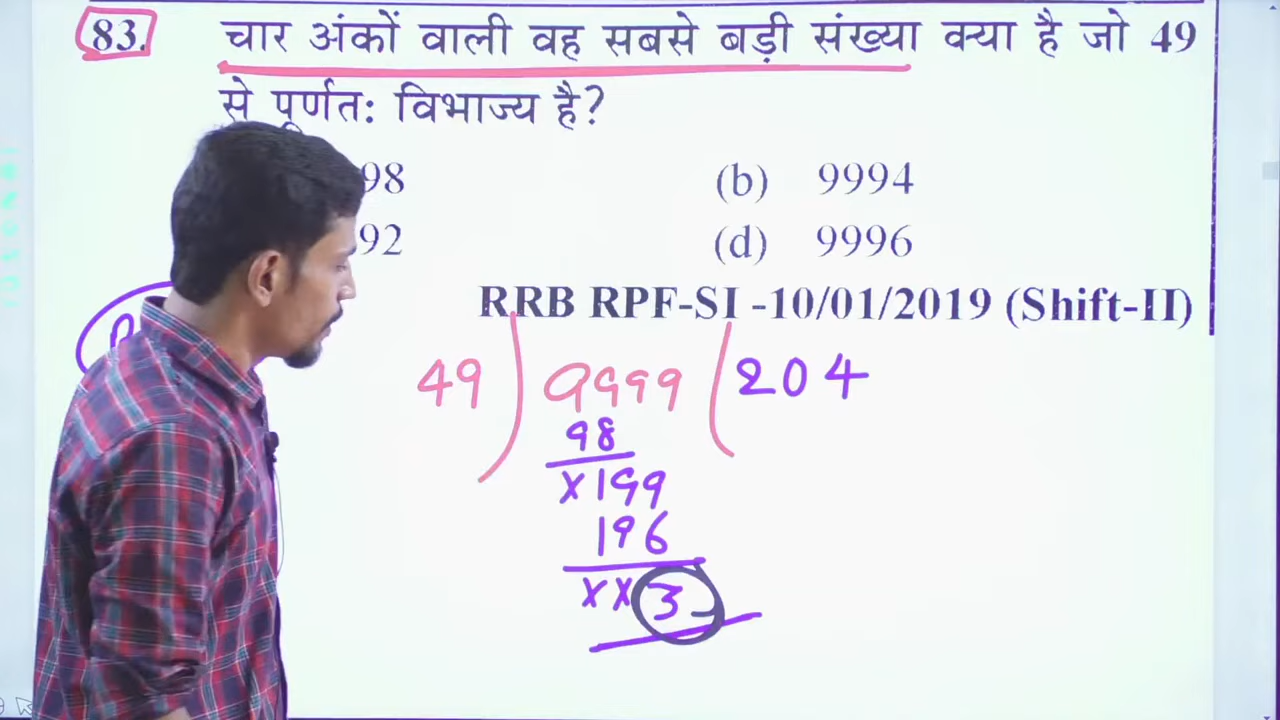 83. चार अंकों वाली वह सबसे बड़ी संख्या क्या है जो 49
से पूर्णत: विभाज्य है?
98 (b) 9994
92 (d) 9996
RRB RPF-SI -10/01/2019 (Shift-II)
49 ) 9999 ( 204
98
x199
196
xx3